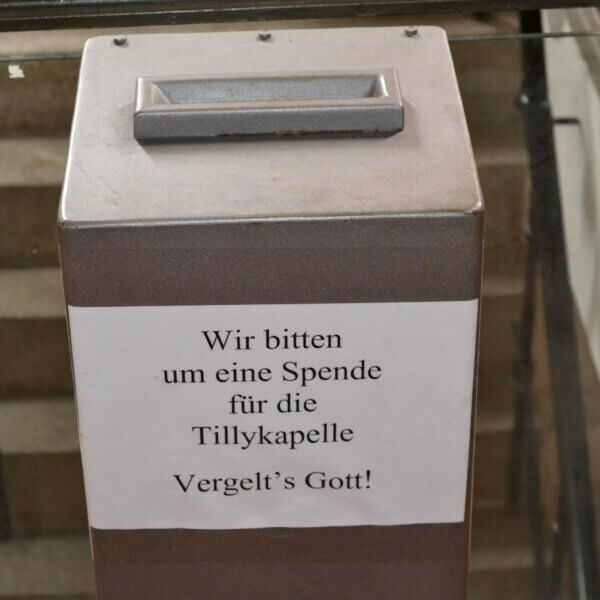 Wir bitten
um eine Spende
für die
Tillykapelle
Vergelt's Gott!